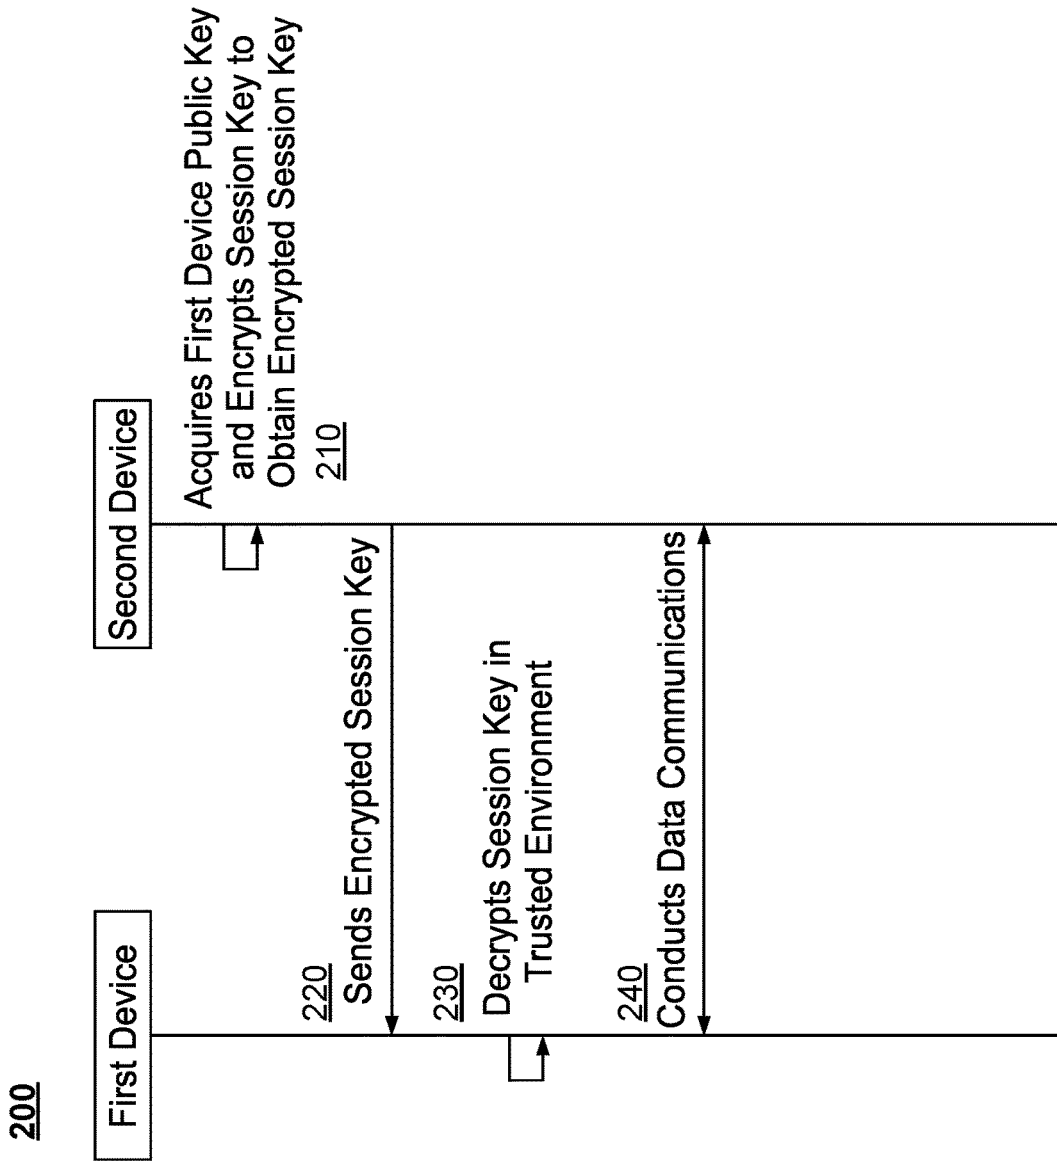 200
First Device
Second Device
Acquires First Device Public Key
and Encrypts Session Key to
Obtain Encrypted Session Key
210
220
Sends Encrypted Session Key
230
Decrypts Session Key in
Trusted Environment
240
Conducts Data Communications